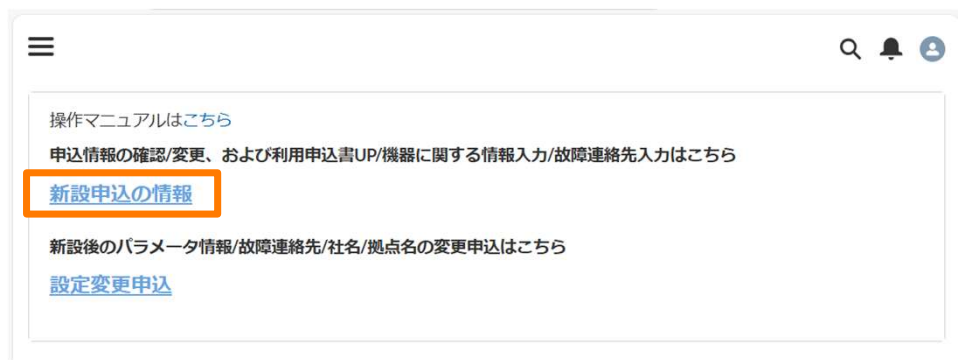 操作マニュアルはこちら
申込情報の確認/変更、および利用申込書UP/機器に関する情報入力/故障連絡先入力はこちら
新設申込の情報
新設後のパラメータ情報/故障連絡先/社名/拠点名の変更申込はこちら
設定変更申込